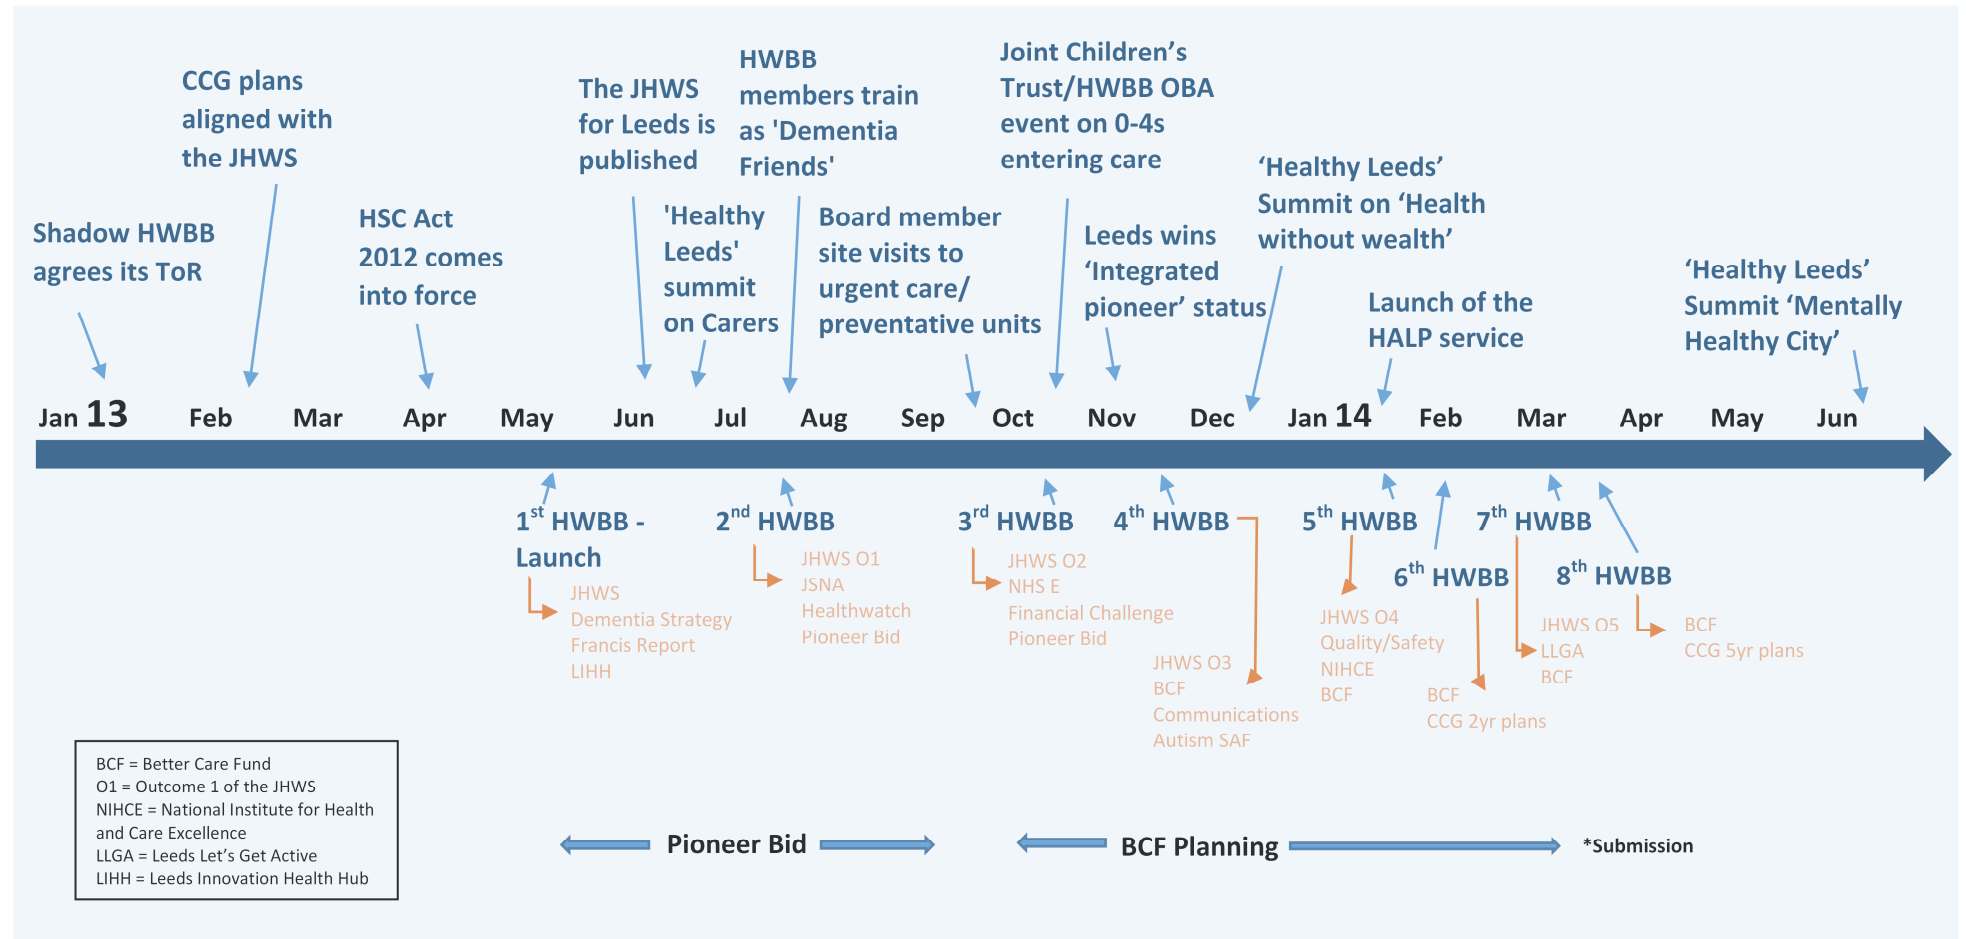 CCG plans
aligned with
the JHWS
Shadow HWBB
agrees its ToR
HSC Act
2012 comes
into force
The JHWS
for Leeds is
published
'Healthy
Leeds'
summit
on Carers
HWBB
members train
as 'Dementia
Friends'
Board member
site visits to
urgent care/
preventative units
Joint Children’s
Trust/HWBB OBA
event on 0-4s
entering care
Leeds wins
‘Integrated
pioneer’ status
‘Healthy Leeds’
Summit on ‘Health
without wealth’
Launch of the
HALP service
‘Healthy Leeds’
Summit ‘Mentally
Healthy City’
Jan 13 Feb Mar Apr May Jun Jul Aug Sep Oct Nov Dec Jan 14 Feb Mar Apr May Jun
1st HWBB -
Launch
JHWS
Dementia Strategy
Francis Report
LIHH
2nd HWBB
JHWS O1
JSNA
Healthwatch
Pioneer Bid
3rd HWBB
JHWS O2
NHS E
Financial Challenge
Pioneer Bid
4th HWBB
JHWS O3
BCF
Communications
Autism SAF
5th HWBB
JHWS O4
Quality/Safety
NIHCE
BCF
6th HWBB
BCF
CCG 2yr plans
7th HWBB
JHWS O5
LLGA
BCF
8th HWBB
BCF
CCG 5yr plans
BCF = Better Care Fund
O1 = Outcome 1 of the JHWS
NIHCE = National Institute for Health
and Care Excellence
LLGA = Leeds Let’s Get Active
LIHH = Leeds Innovation Health Hub
Pioneer Bid
BCF Planning
*Submission